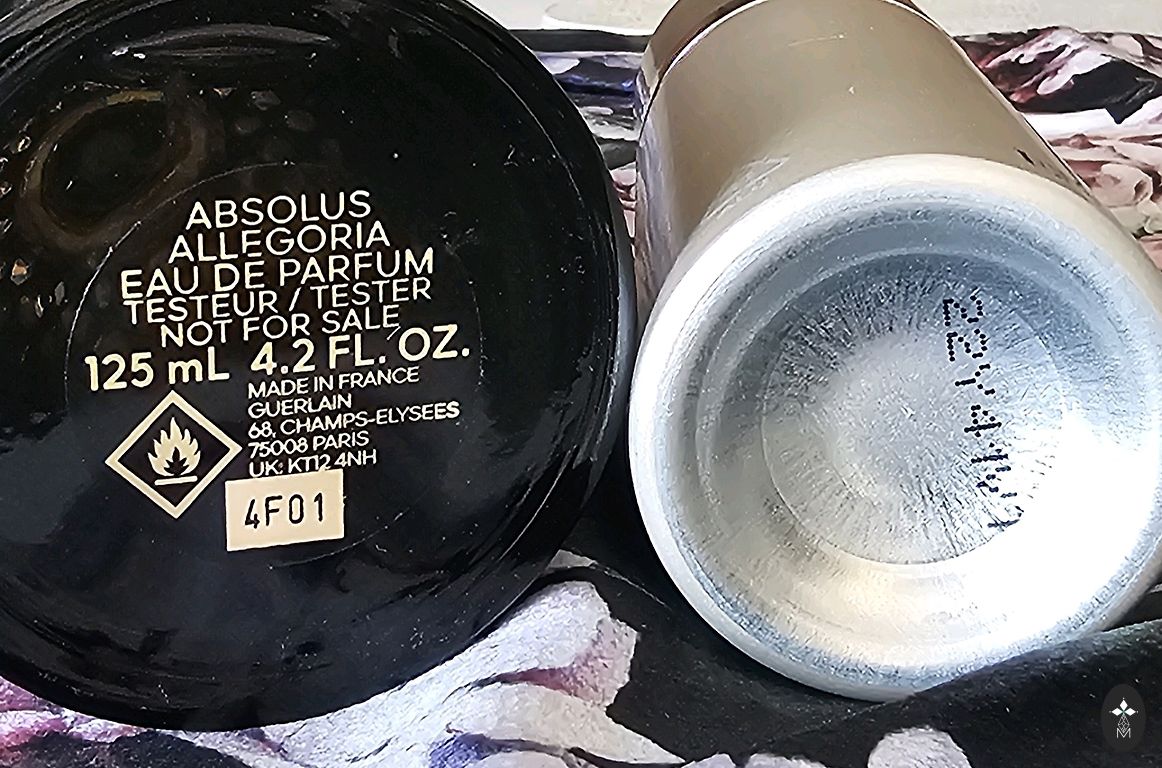 ABSOLUS
ALLEGORIA
EAU DE PARFUM
TESTEUR / TESTER
NOT FOR SALE
125 mL 4.2 FL. OZ.
MADE IN FRANCE
GUERLAIN
68, CHAMPS-ELYSEES
75008 PARIS
UK: KT12 4NH
4F01